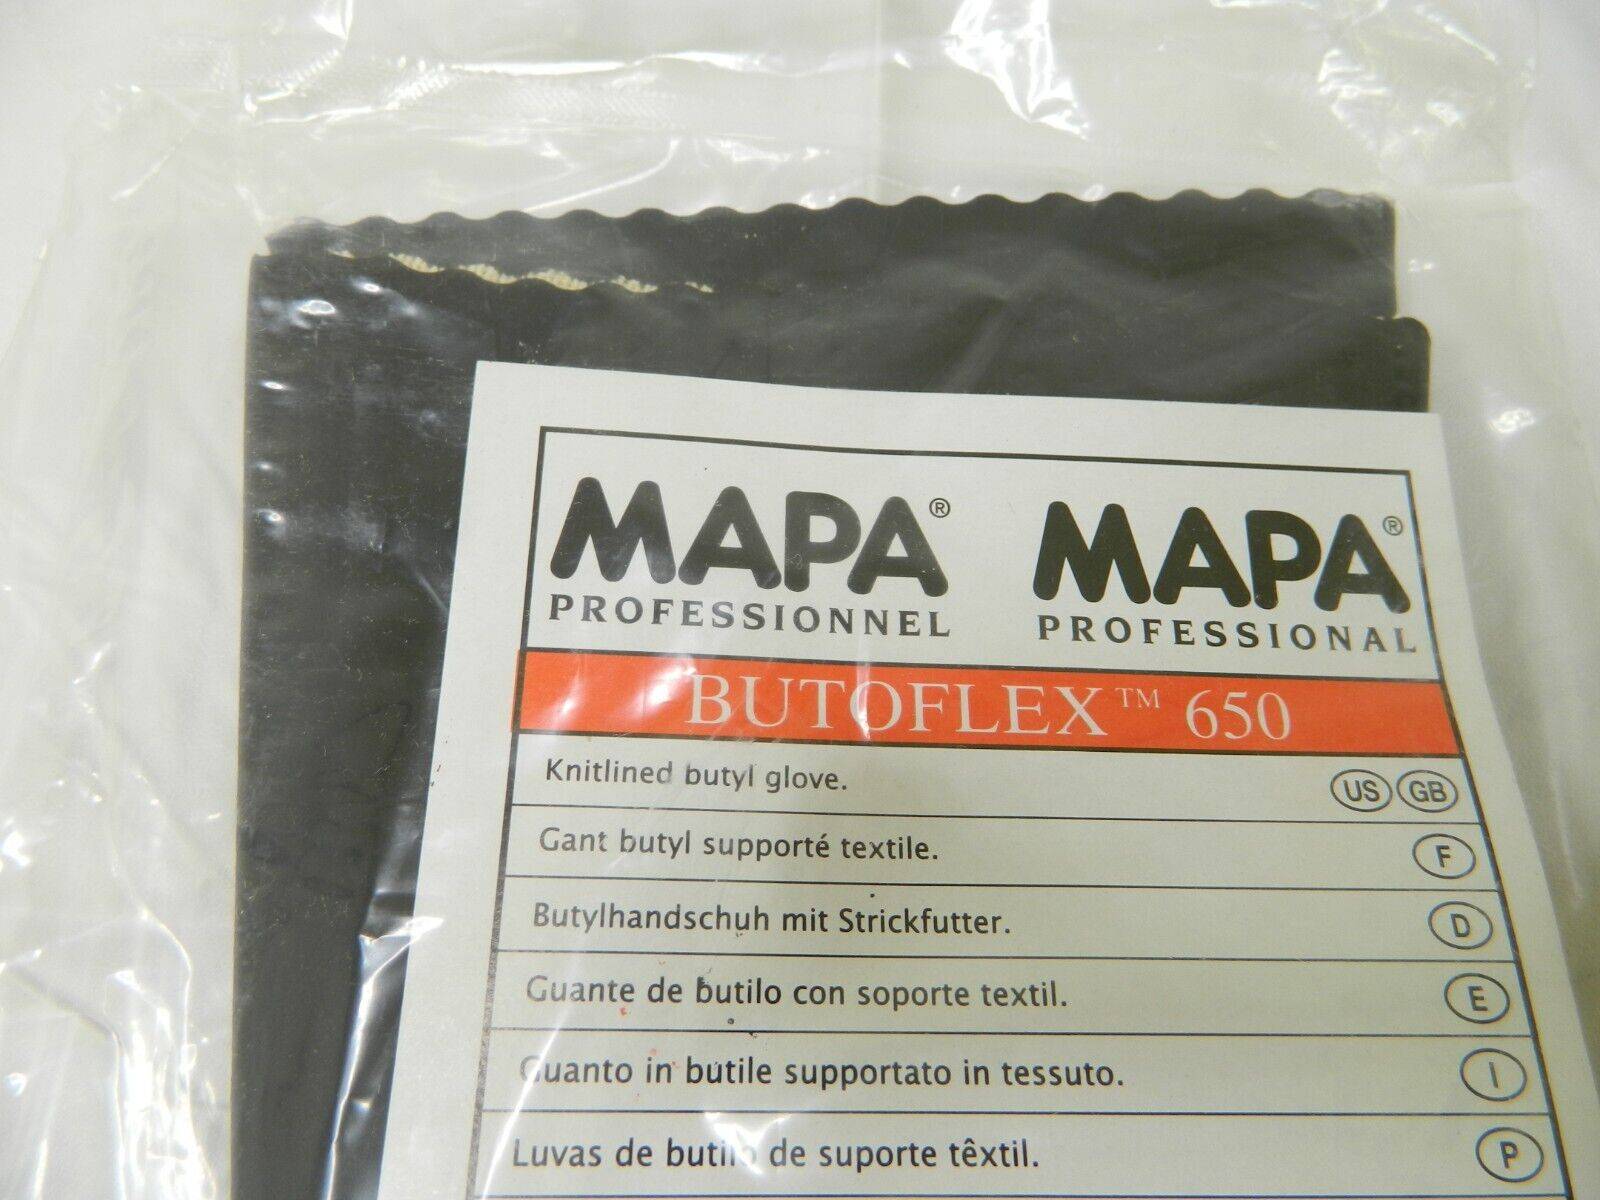 MAPA® MAPA®
PROFESSIONNEL PROFESSIONAL
BUTOFLEX™ 650
Knitlined butyl glove. US GB
Gant butyl supporté textile. F
Butylhandschuh mit Strickfutter. D
Guante de butilo con soporte textil. E
Guanto in butile supportato in tessuto. I
Luvas de butilo de suporte têxtil. P